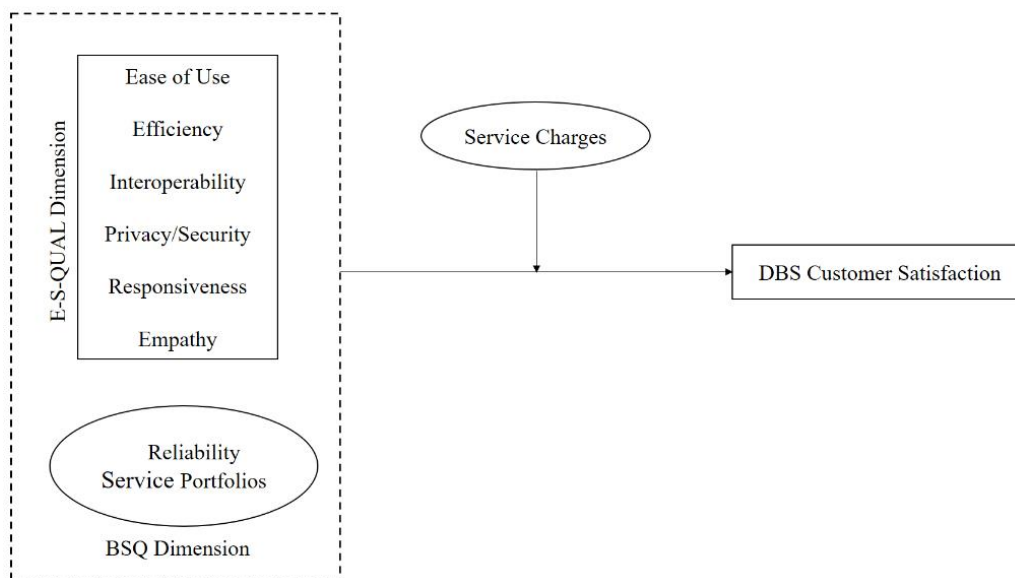 E-S-QUAL Dimension
Ease of Use
Efficiency
Interoperability
Privacy/Security
Responsiveness
Empathy
Reliability
Service Portfolios
BSQ Dimension
Service Charges
DBS Customer Satisfaction